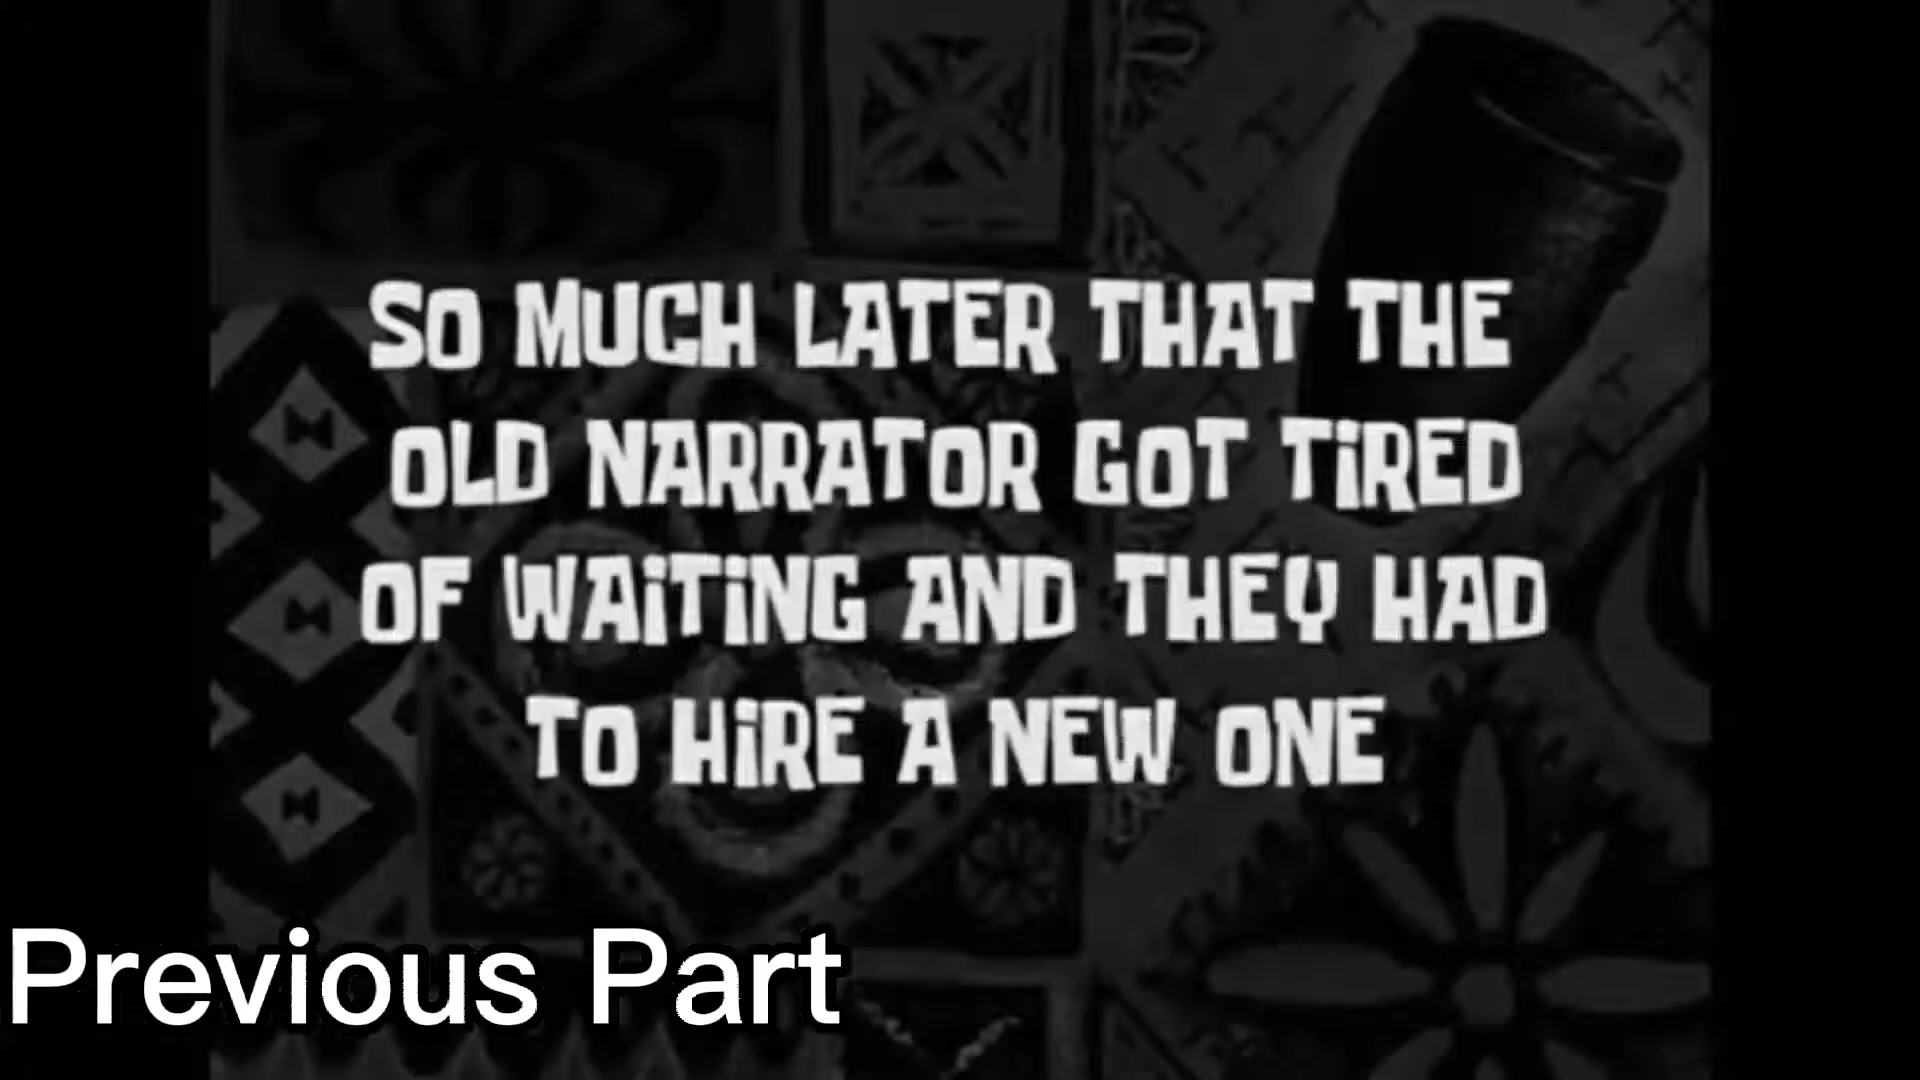 SO MUCH LATER THAT THE
OLD NARRATOR GOT TiRED
OF WAiTiNG AND THEY HAD
TO HiRE A NEW ONE
Previous Part